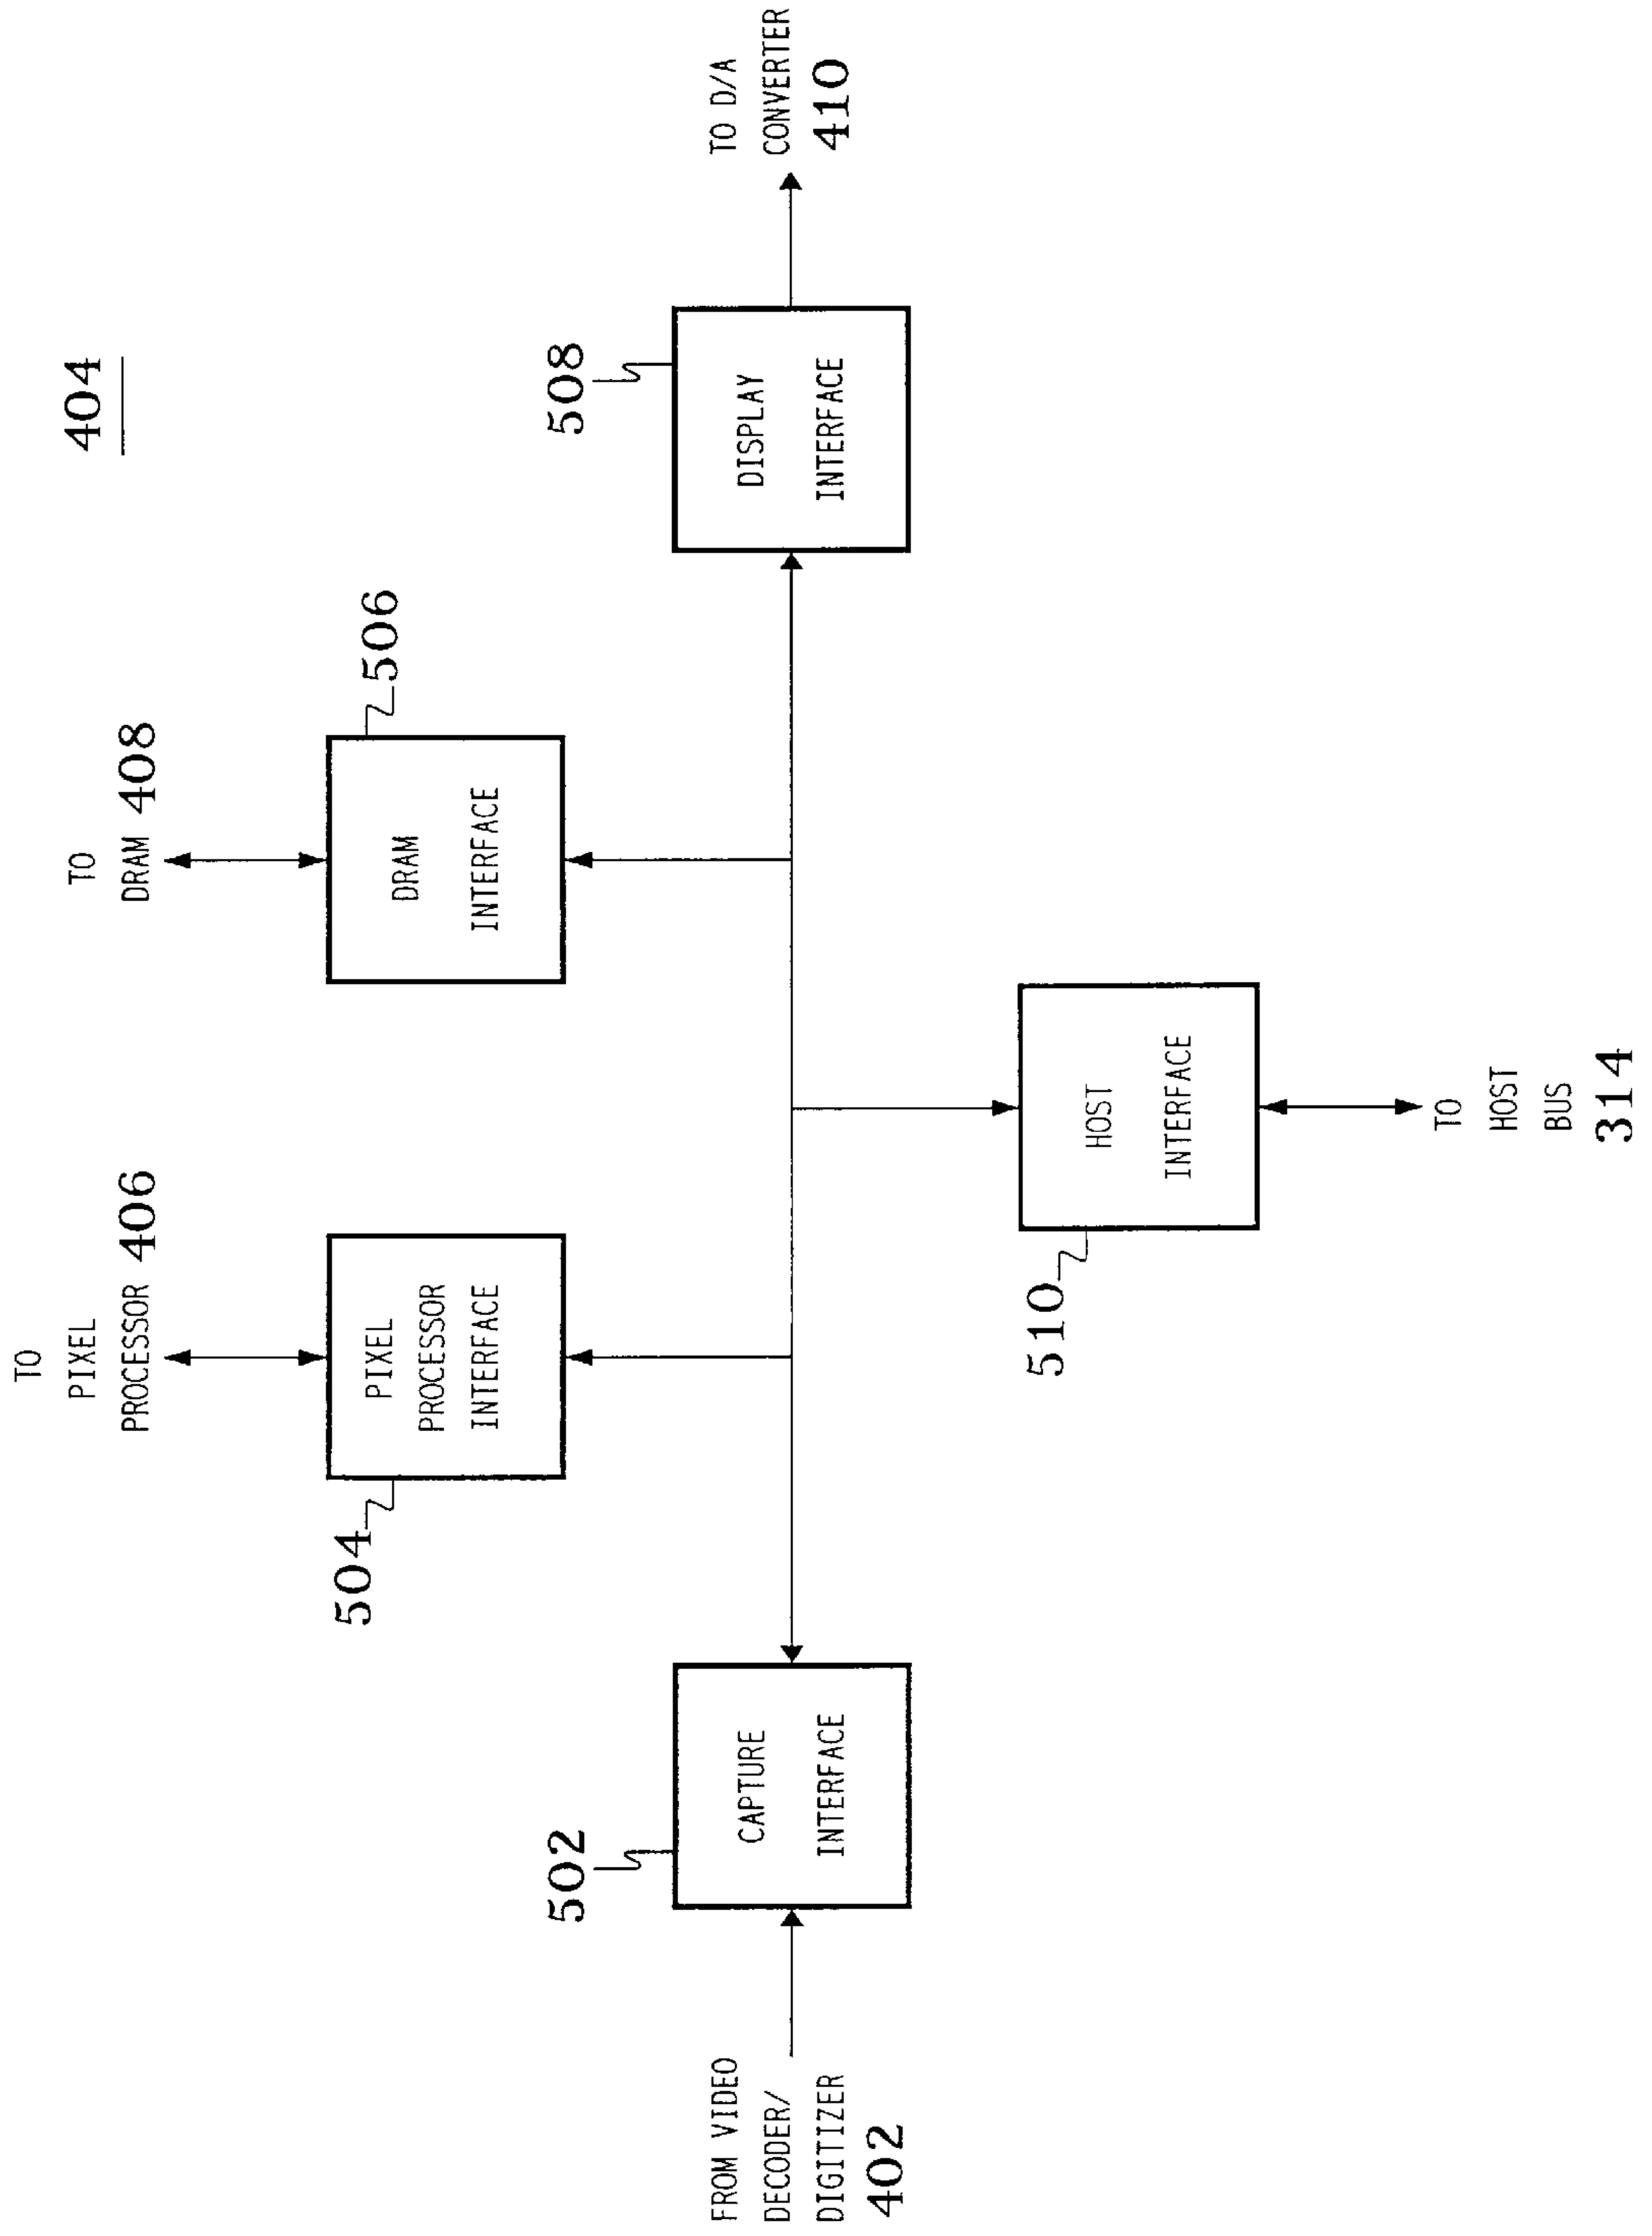 404
TO
PIXEL
PROCESSOR 406
TO
DRAM 408
504
PIXEL
PROCESSOR
INTERFACE
DRAM
INTERFACE
506
502
CAPTURE
INTERFACE
508
DISPLAY
INTERFACE
FROM VIDEO
DECODER/
DIGITIZER
402
TO D/A
CONVERTER
410
510
HOST
INTERFACE
TO
HOST
BUS
314